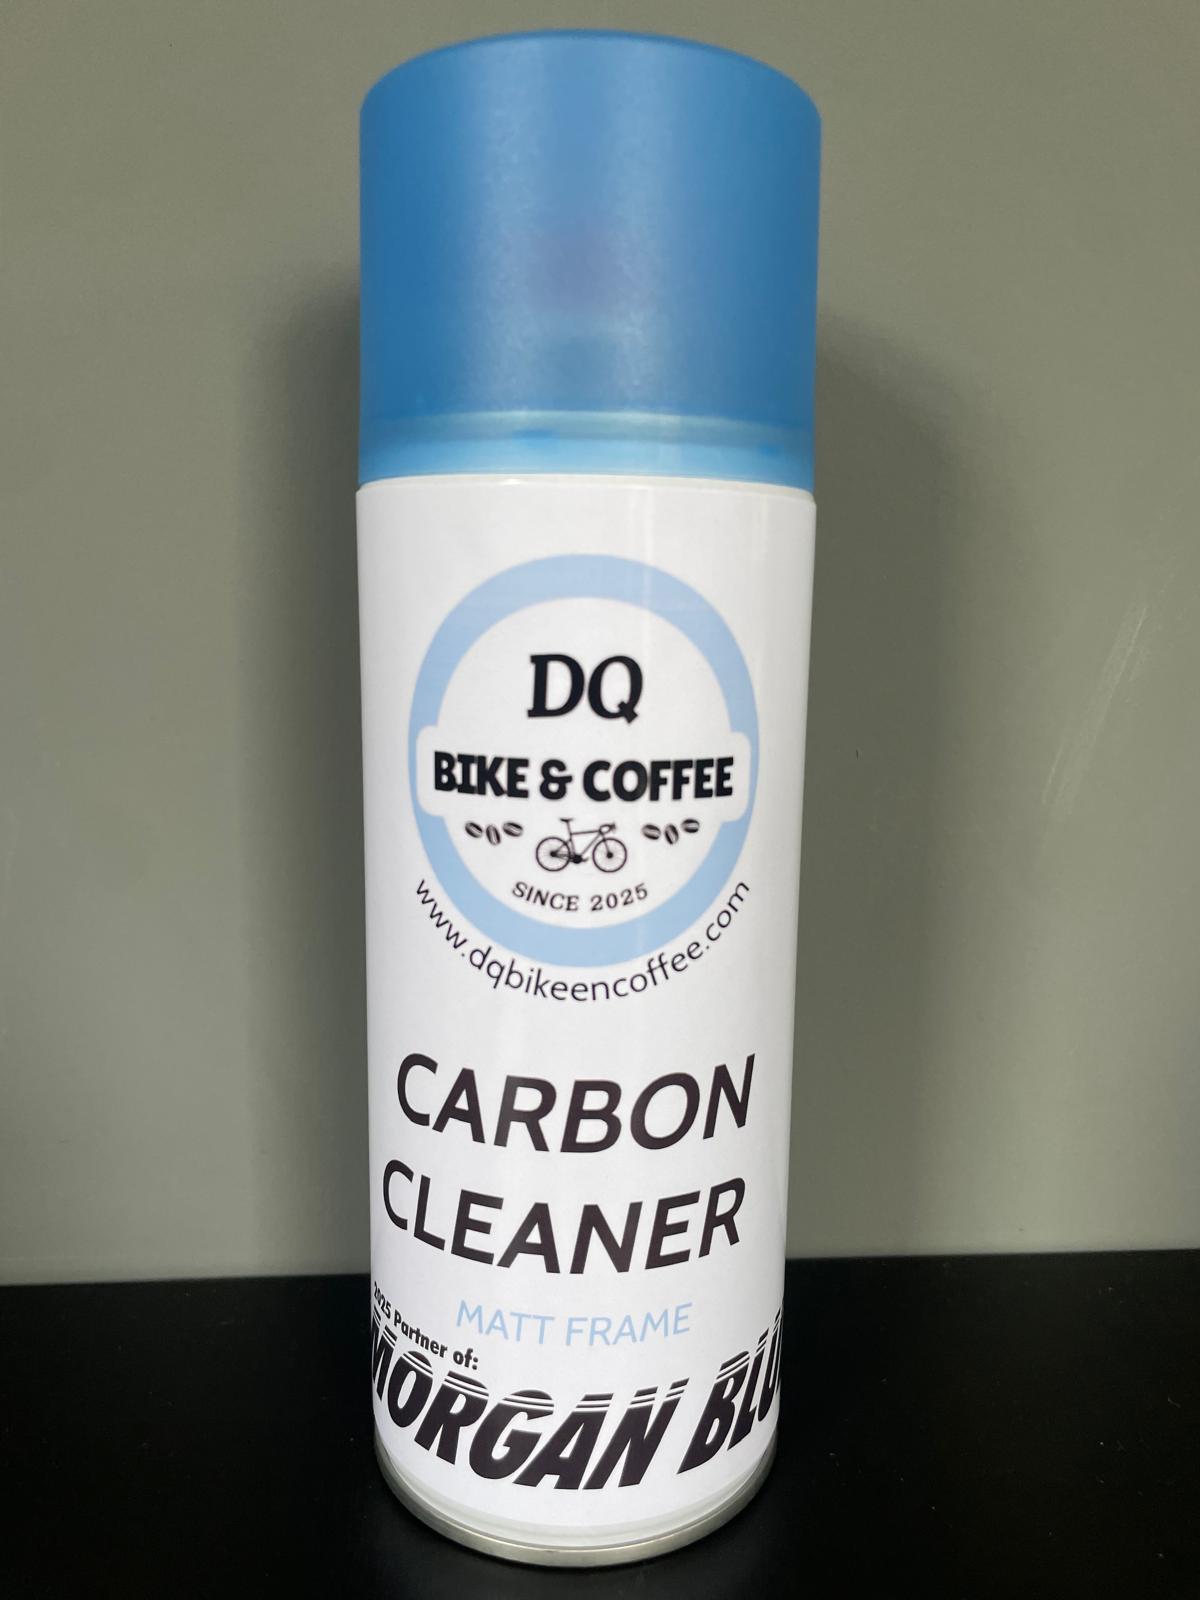 DQ
BIKE & COFFEE
SINCE 2025
www.dqbikeencoffee.com
CARBON
CLEANER
MATT FRAME
2025 Partner of:
MORGAN BLU